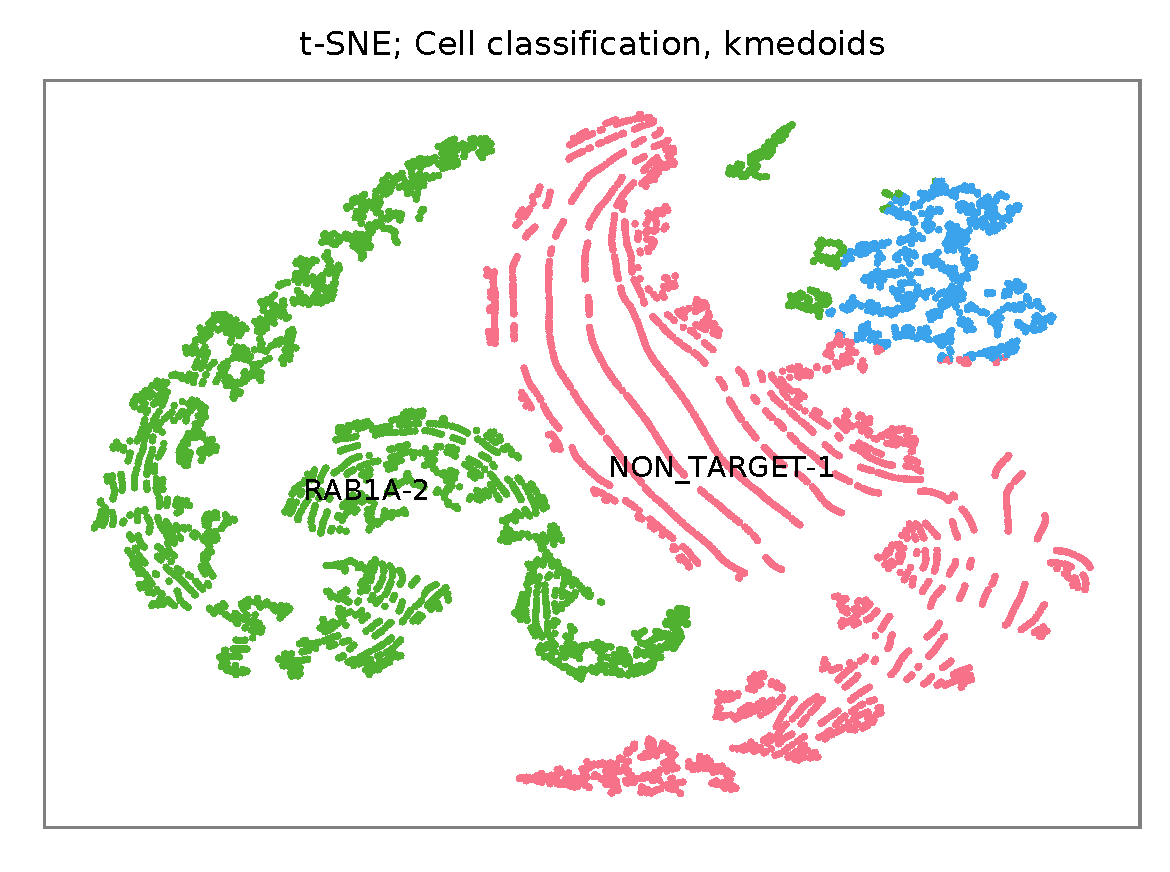 t-SNE; Cell classification, kmedoids
NON_TARGET-1
RAB1A-2